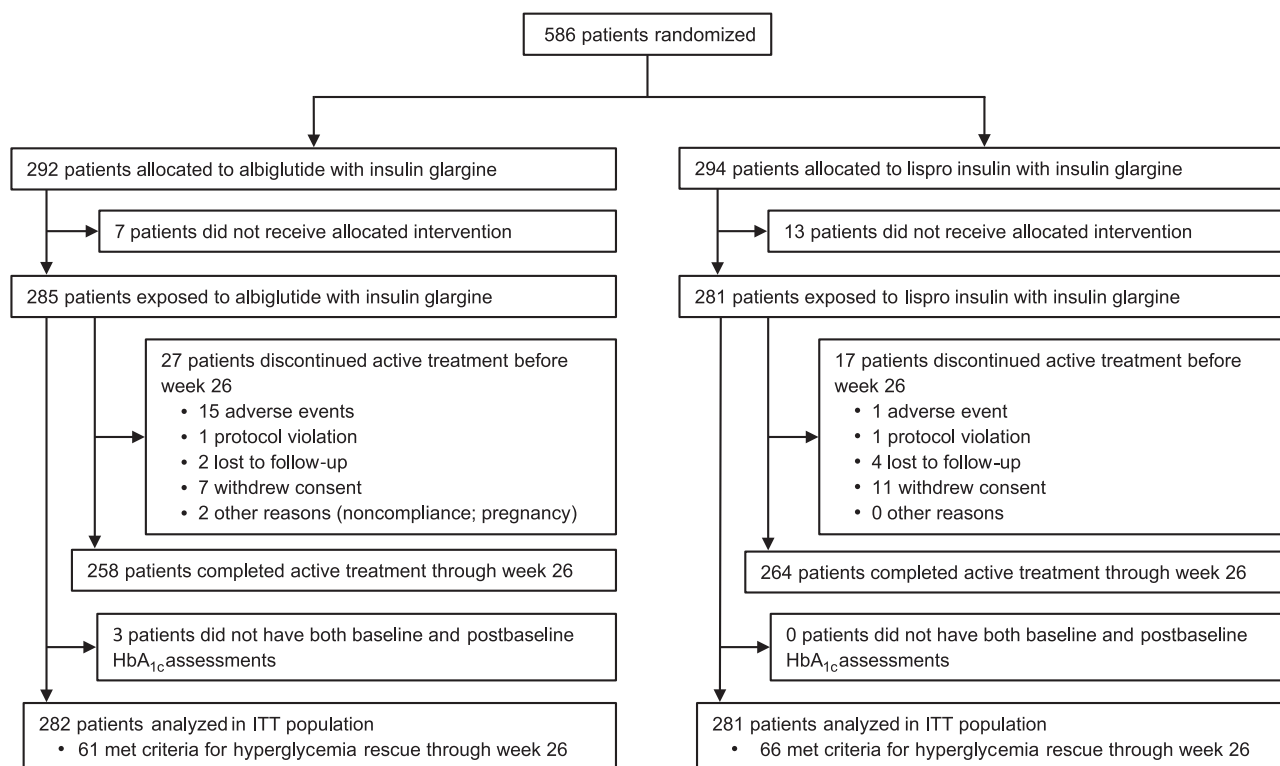 586 patients randomized
292 patients allocated to albiglutide with insulin glargine
7 patients did not receive allocated intervention
285 patients exposed to albiglutide with insulin glargine
27 patients discontinued active treatment before
week 26
• 15 adverse events
• 1 protocol violation
• 2 lost to follow-up
• 7 withdrew consent
• 2 other reasons (noncompliance; pregnancy)
258 patients completed active treatment through week 26
3 patients did not have both baseline and postbaseline
HbA1c assessments
282 patients analyzed in ITT population
• 61 met criteria for hyperglycemia rescue through week 26
294 patients allocated to lispro insulin with insulin glargine
13 patients did not receive allocated intervention
281 patients exposed to lispro insulin with insulin glargine
17 patients discontinued active treatment before
week 26
• 1 adverse event
• 1 protocol violation
• 4 lost to follow-up
• 11 withdrew consent
• 0 other reasons
264 patients completed active treatment through week 26
0 patients did not have both baseline and postbaseline
HbA1c assessments
281 patients analyzed in ITT population
• 66 met criteria for hyperglycemia rescue through week 26